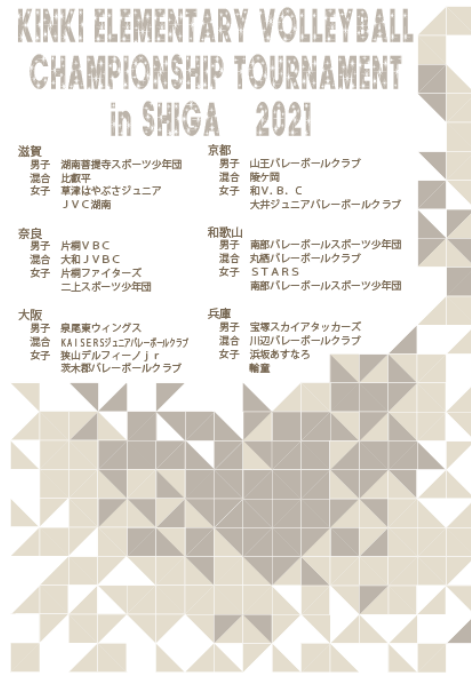 KINKI ELEMENTARY VOLLEYBALL
CHAMPIONSHIP TOURNAMENT
in SHIGA 2021
滋賀
男子 湖南菩提寺スポーツ少年団
混合 比叡平
女子 草津はやぶさジュニア
ＪＶＣ湖南
京都
男子 山王バレーボールクラブ
混合 陵ケ岡
女子 和Ｖ．Ｂ．Ｃ
大井ジュニアバレーボールクラブ
奈良
男子 片桐ＶＢＣ
混合 大和ＪＶＢＣ
女子 片桐ファイターズ
二上スポーツ少年団
和歌山
男子 南部バレーボールスポーツ少年団
混合 丸栖バレーボールクラブ
女子 ＳＴＡＲＳ
南部バレーボールスポーツ少年団
大阪
男子 泉尾東ウィングス
混合 KAISERSジュニアバレーボールクラブ
女子 狭山デルフィーノｊｒ
茨木郡バレーボールクラブ
兵庫
男子 宝塚スカイアタッカーズ
混合 川辺バレーボールクラブ
女子 浜坂あすなろ
輪童